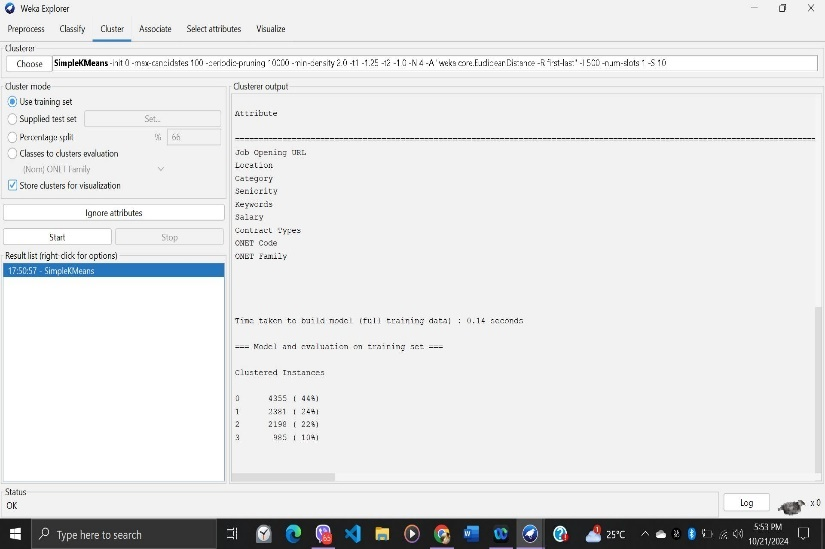 Weka Explorer
Preprocess Classify Cluster Associate Select attributes Visualize
Clusterer
Choose SimpleKMeans -init 0 -max-candidates 100 -periodic-pruning 10000 -min-density 2.0 -t1 -1.25 -t2 -1.0 -N 4 -A "weka.core.EuclideanDistance -R first-last" -I 500 -num-slots 1 -S 10
Cluster mode
Use training set
Supplied test set Set...
Percentage split % 66
Classes to clusters evaluation
(Nom) ONET Family
Store clusters for visualization
Ignore attributes
Start Stop
Result list (right-click for options)
17:50:57 - SimpleKMeans
Clusterer output
Attribute
Job Opening URL
Location
Category
Seniority
Keywords
Salary
Contract Types
ONET Code
ONET Family
Time taken to build model (full training data) : 0.14 seconds
=== Model and evaluation on training set ===
Clustered Instances
0 4355 ( 44%)
1 2381 ( 24%)
2 2198 ( 22%)
3 985 ( 10%)
Status
OK
Log x 0
Type here to search
25°C
5:53 PM
10/21/2024